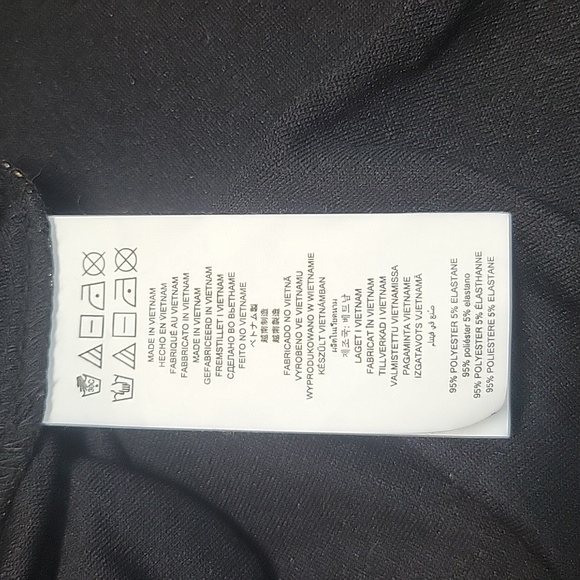 MADE IN VIETNAM
HECHO EN VIETNAM
FABRIQUÉ AU VIETNAM
FABBRICATO IN VIETNAM
MADE IN VIETNAM
GEFABRICEERD IN VIETNAM
FREMSTILLET I VIETNAM
СДЕЛАНО ВО ВЬЕТНАМЕ
FEITO NO VIETNAME
ベトナム製
越南制造
越南製造
FABRICADO NO VIETNÃ
VYROBENO VE VIETNAMU
WYPRODUKOWANO W WIETNAMIE
KÉSZÜLT VIETNÁMBAN
ผลิตในเวียดนาม
제조국: 베트남
LAGET I VIETNAM
FABRICAT ÎN VIETNAM
TILLVERKAD I VIETNAM
VALMISTETTU VIETNAMISSA
PAGAMINTA VIETNAME
IZGATAVOTS VJETNAMĀ
صنع في فيتنام
95% POLYESTER 5% ELASTANE
95% poliéster 5% elastano
95% POLYESTER 5% ELASTHANNE
95% POLIESTERE 5% ELASTANE